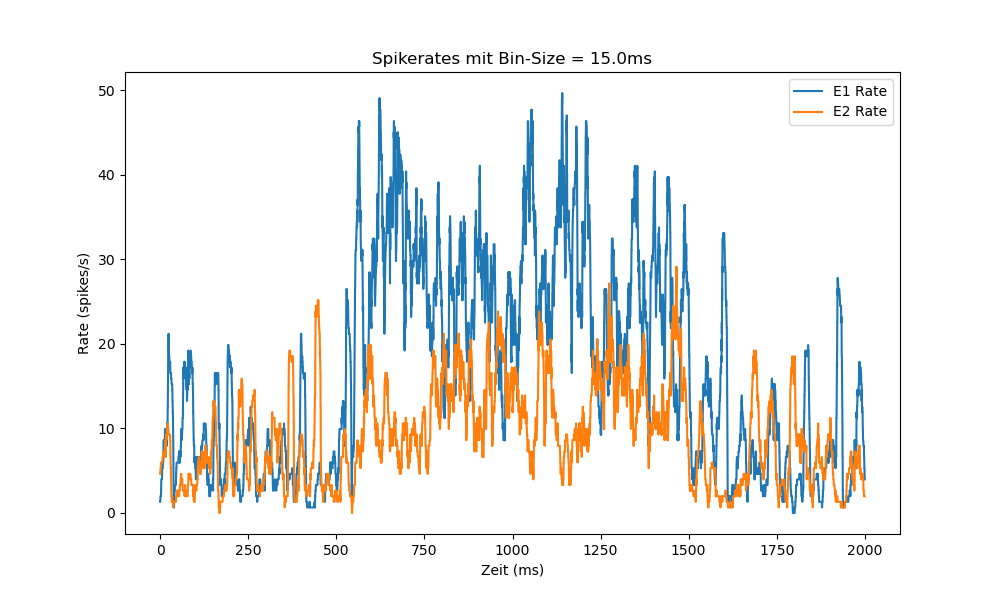 Spikerates mit Bin-Size = 15.0ms
E1 Rate
E2 Rate
50
40
30
20
10
0
Rate (spikes/s)
0 250 500 750 1000 1250 1500 1750 2000
Zeit (ms)